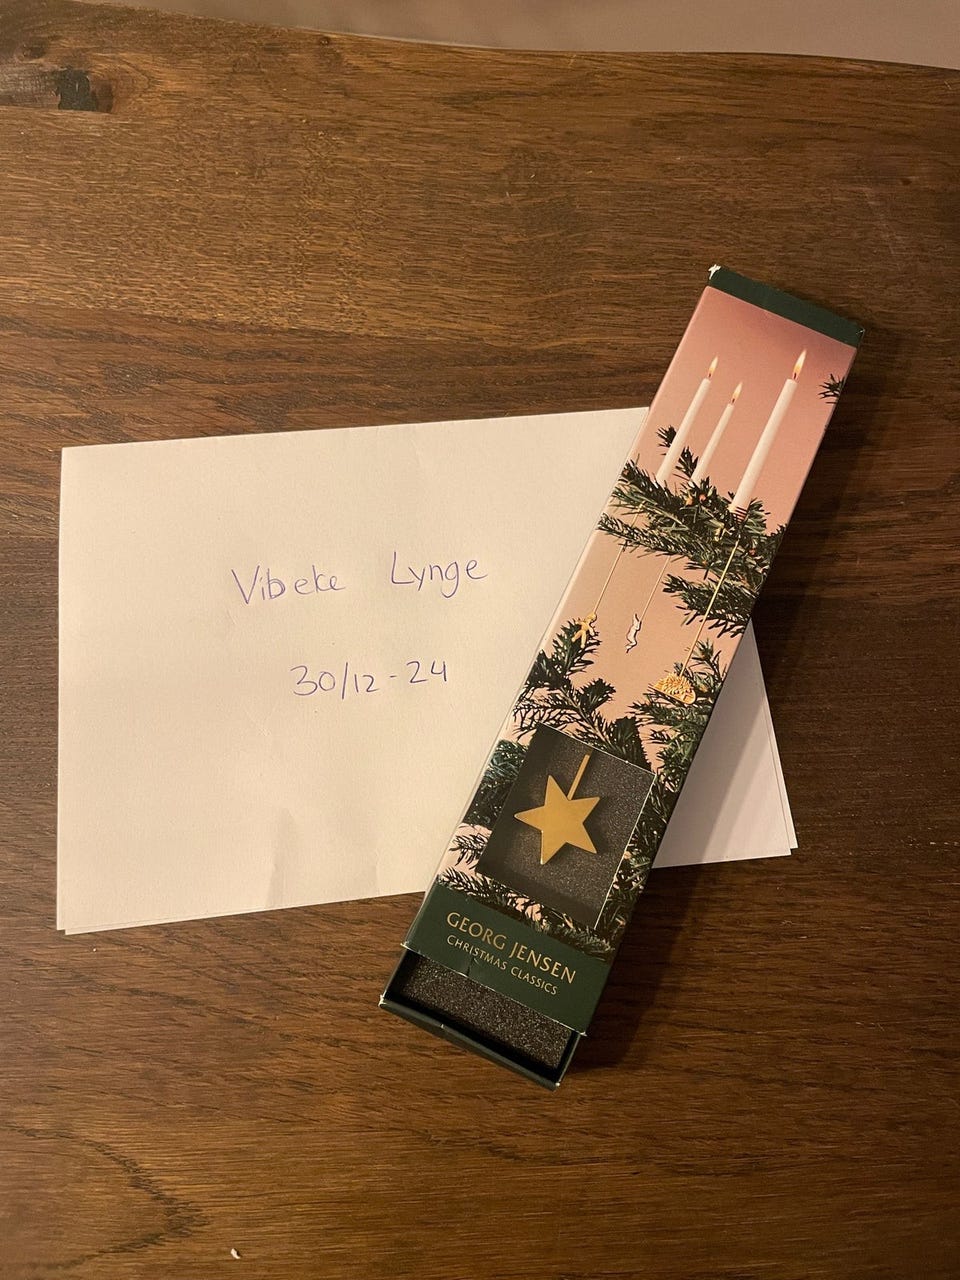 Vibeke Lynge
30/12-24
GEORG JENSEN
CHRISTMAS CLASSICS